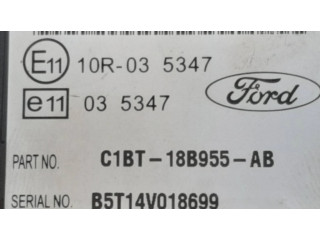 E11 10R-03 5347
e11 03 5347
Ford
PART NO. C1BT-18B955-AB
SERIAL NO. B5T14V018699